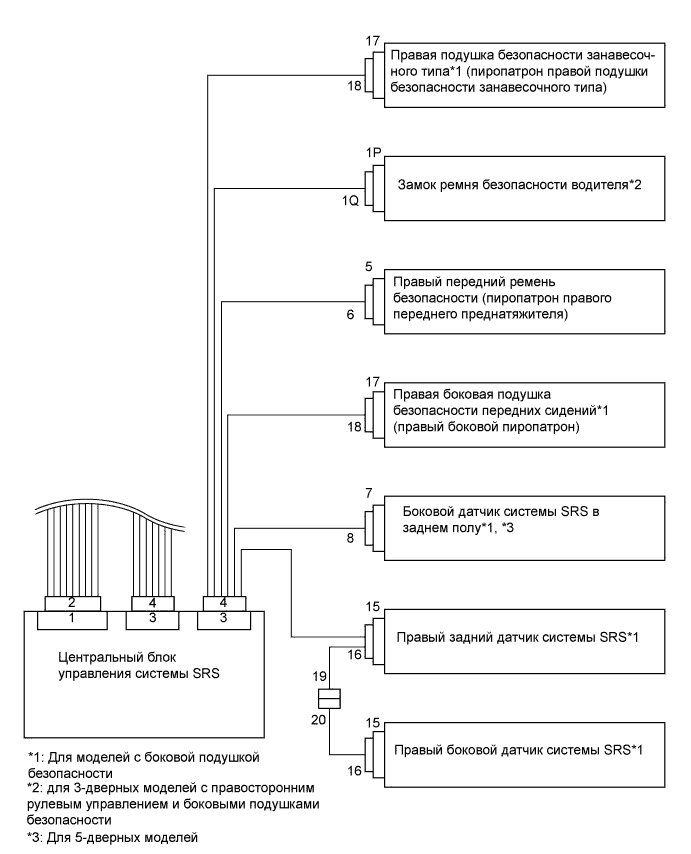 17
Правая подушка безопасности занавесоч-
ного типа*1 (пиропатрон правой подушки
безопасности занавесочного типа)
18
1P
Замок ремня безопасности водителя*2
1Q
5
Правый передний ремень
безопасности (пиропатрон правого
переднего преднатяжителя)
6
17
Правая боковая подушка
безопасности передних сидений*1
(правый боковой пиропатрон)
18
7
Боковой датчик системы SRS в
заднем полу*1, *3
8
2 4 4
1 3 3
15
Правый задний датчик системы SRS*1
16
Центральный блок
управления системы SRS
19
20
15
Правый боковой датчик системы SRS*1
16
*1: Для моделей с боковой подушкой
безопасности
*2: для 3-дверных моделей с правосторонним
рулевым управлением и боковыми подушками
безопасности
*3: Для 5-дверных моделей